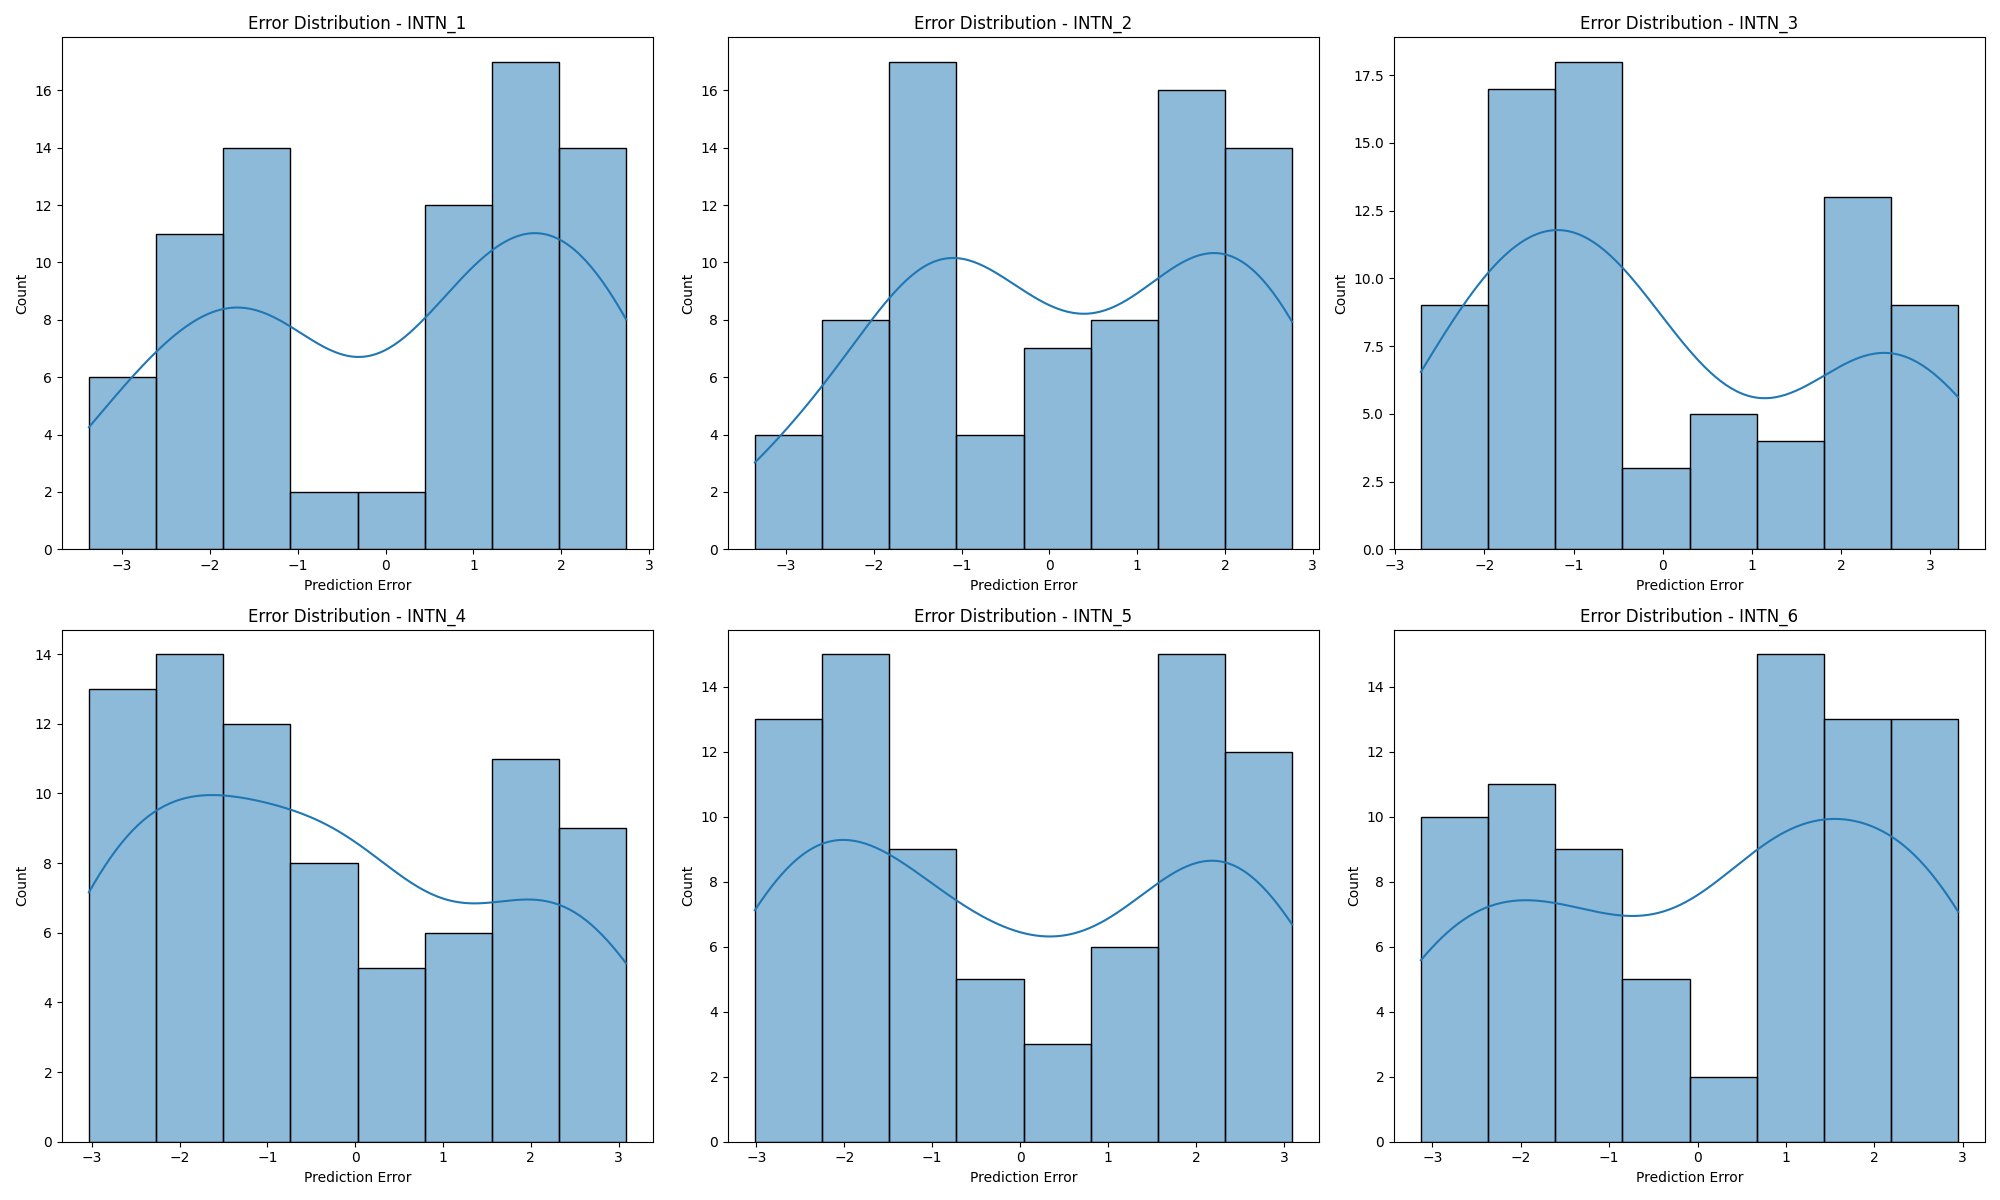 Error Distribution - INTN_1
Error Distribution - INTN_2
Error Distribution - INTN_3
16
14
12
10
8
6
4
2
0
Count
−3 −2 −1 0 1 2 3
Prediction Error
16
14
12
10
8
6
4
2
0
Count
−3 −2 −1 0 1 2 3
Prediction Error
17.5
15.0
12.5
10.0
7.5
5.0
2.5
0.0
Count
−3 −2 −1 0 1 2 3
Prediction Error
Error Distribution - INTN_4
Error Distribution - INTN_5
Error Distribution - INTN_6
14
12
10
8
6
4
2
0
Count
−3 −2 −1 0 1 2 3
Prediction Error
14
12
10
8
6
4
2
0
Count
−3 −2 −1 0 1 2 3
Prediction Error
14
12
10
8
6
4
2
0
Count
−3 −2 −1 0 1 2 3
Prediction Error